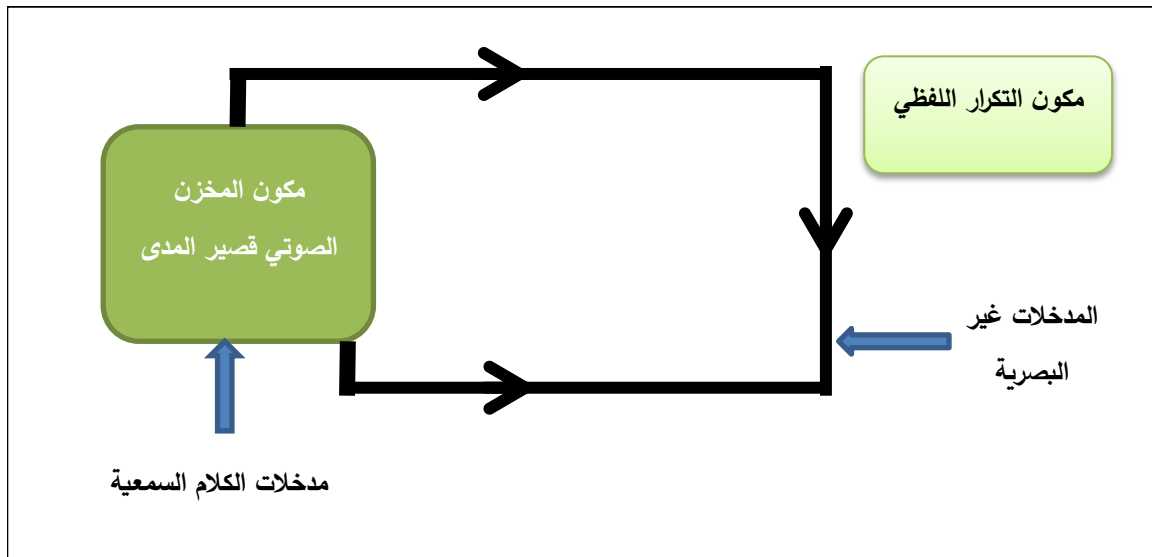 مكون التكرار اللفظي
مكون المخزن
الصوتي قصير المدى
المدخلات غير
البصرية
مدخلات الكلام السمعية